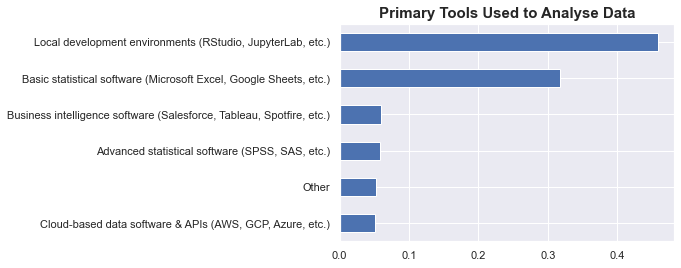 Primary Tools Used to Analyse Data
Local development environments (RStudio, JupyterLab, etc.)
Basic statistical software (Microsoft Excel, Google Sheets, etc.)
Business intelligence software (Salesforce, Tableau, Spotfire, etc.)
Advanced statistical software (SPSS, SAS, etc.)
Other
Cloud-based data software & APIs (AWS, GCP, Azure, etc.)
0.0 0.1 0.2 0.3 0.4